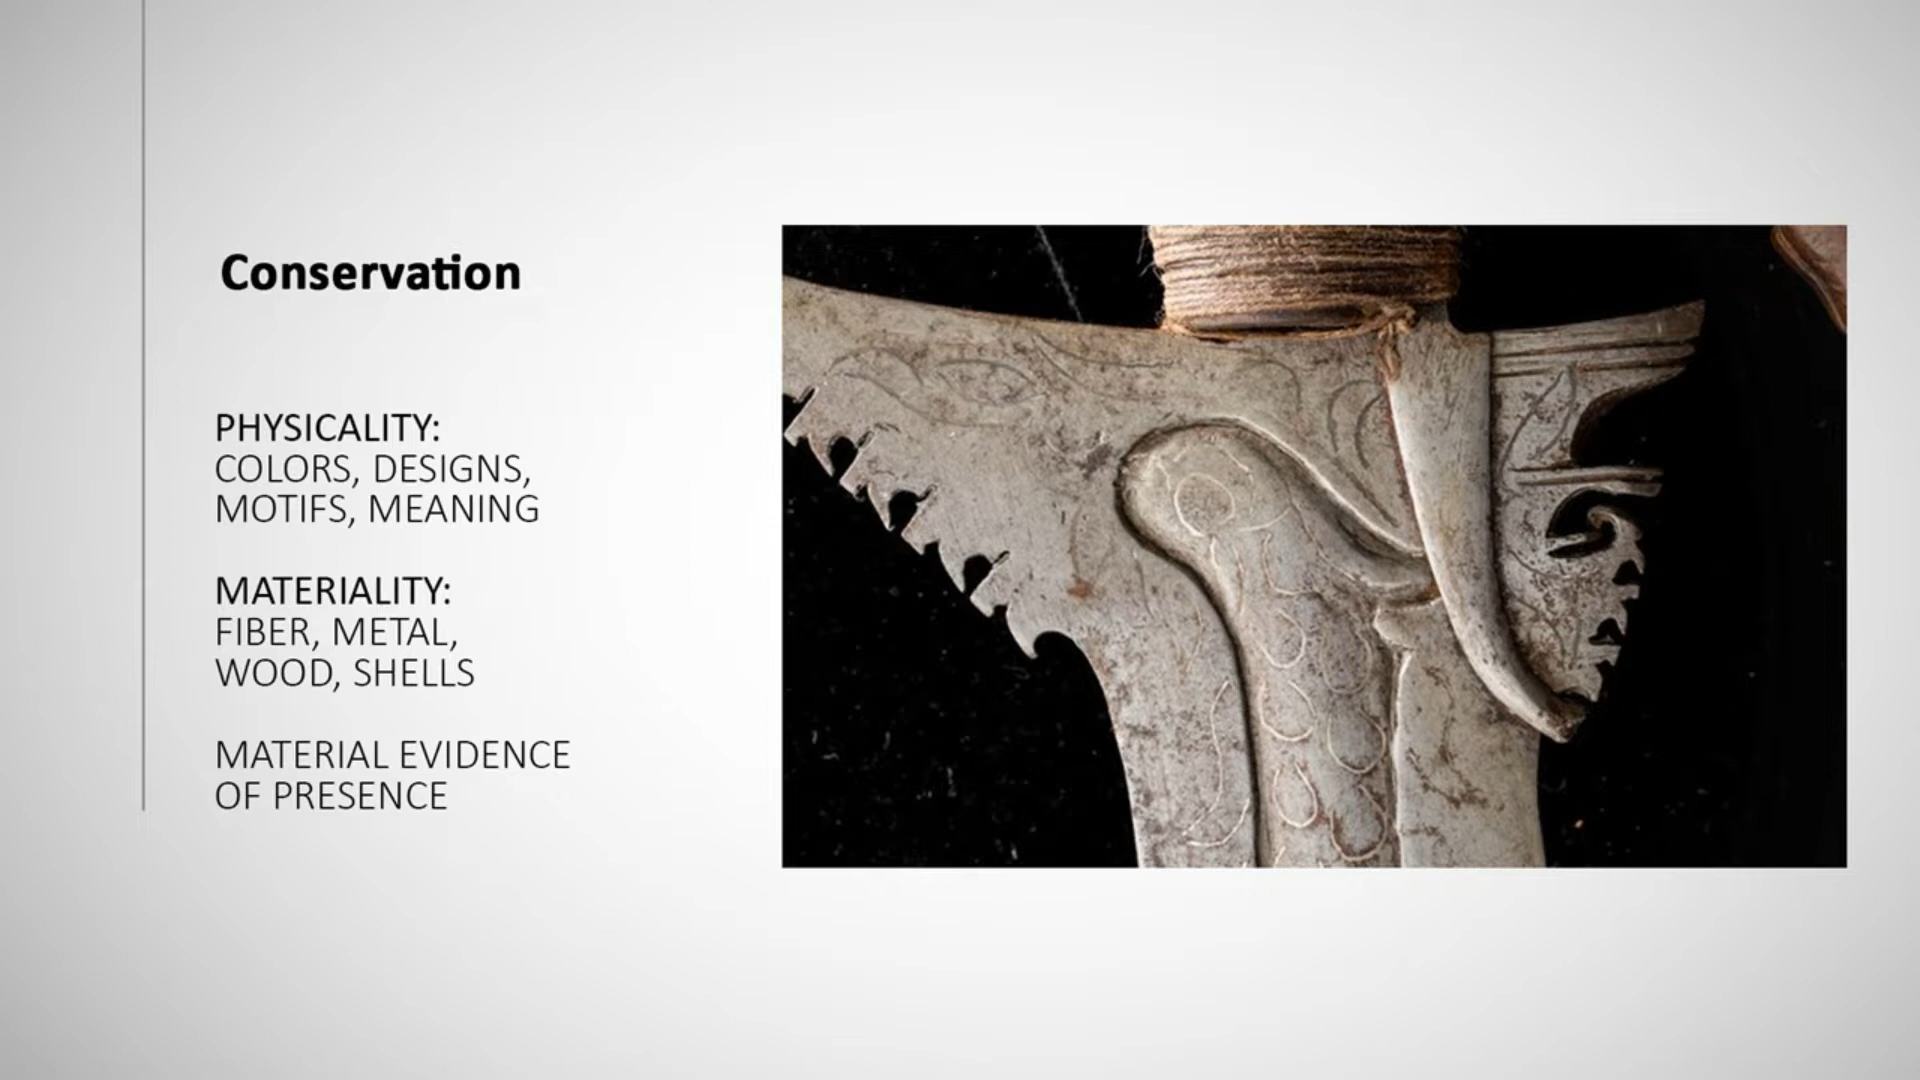 Conservation
PHYSICALITY:
COLORS, DESIGNS,
MOTIFS, MEANING
MATERIALITY:
FIBER, METAL,
WOOD, SHELLS
MATERIAL EVIDENCE
OF PRESENCE